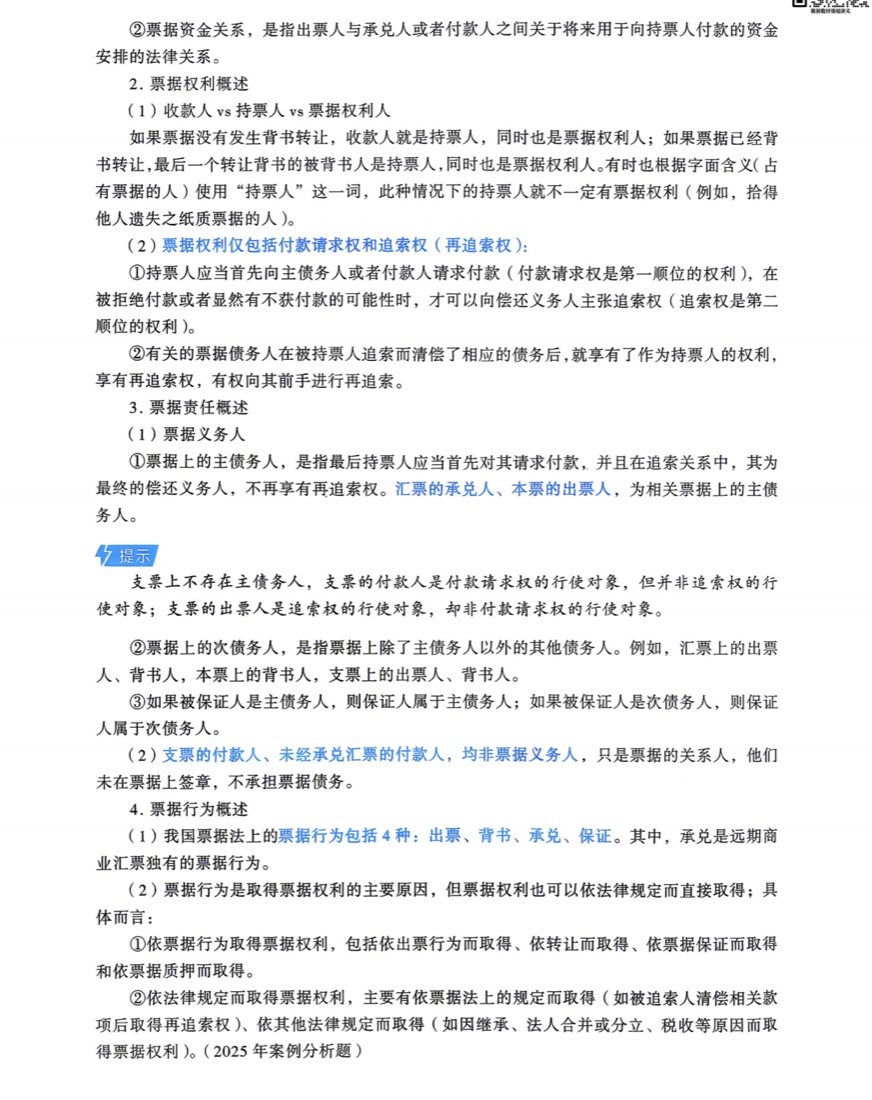 ②票据资金关系，是指出票人与承兑人或者付款人之间关于将来用于向持票人付款的资金
安排的法律关系。
2. 票据权利概述
（1）收款人 vs 持票人 vs 票据权利人
如果票据没有发生背书转让，收款人就是持票人，同时也是票据权利人；如果票据已经背
书转让，最后一个转让背书的被背书人是持票人，同时也是票据权利人。有时也根据字面含义（占
有票据的人）使用“持票人”这一词，此种情况下的持票人就不一定有票据权利（例如，拾得
他人遗失之纸质票据的人）。
（2）票据权利仅包括付款请求权和追索权（再追索权）：
①持票人应当首先向主债务人或者付款人请求付款（付款请求权是第一顺位的权利），在
被拒绝付款或者显然有不获付款的可能性时，才可以向偿还义务人主张追索权（追索权是第二
顺位的权利）。
②有关的票据债务人在被持票人追索而清偿了相应的债务后，就享有了作为持票人的权利，
享有再追索权，有权向其前手进行再追索。
3. 票据责任概述
（1）票据义务人
①票据上的主债务人，是指最后持票人应当首先对其请求付款，并且在追索关系中，其为
最终的偿还义务人，不再享有再追索权。汇票的承兑人、本票的出票人，为相关票据上的主债
务人。
提示
支票上不存在主债务人，支票的付款人是付款请求权的行使对象，但并非追索权的行
使对象；支票的出票人是追索权的行使对象，却非付款请求权的行使对象。
②票据上的次债务人，是指票据上除了主债务人以外的其他债务人。例如，汇票上的出票
人、背书人，本票上的背书人，支票上的出票人、背书人。
③如果被保证人是主债务人，则保证人属于主债务人；如果被保证人是次债务人，则保证
人属于次债务人。
（2）支票的付款人、未经承兑汇票的付款人，均非票据义务人，只是票据的关系人，他们
未在票据上签章，不承担票据债务。
4. 票据行为概述
（1）我国票据法上的票据行为包括 4 种：出票、背书、承兑、保证。其中，承兑是远期商
业汇票独有的票据行为。
（2）票据行为是取得票据权利的主要原因，但票据权利也可以依法律规定而直接取得；具
体而言：
①依票据行为取得票据权利，包括依出票行为而取得、依转让而取得、依票据保证而取得
和依票据质押而取得。
②依法律规定而取得票据权利，主要有依票据法上的规定而取得（如被追索人清偿相关款
项后取得再追索权）、依其他法律规定而取得（如因继承、法人合并或分立、税收等原因而取
得票据权利）。（2025 年案例分析题）